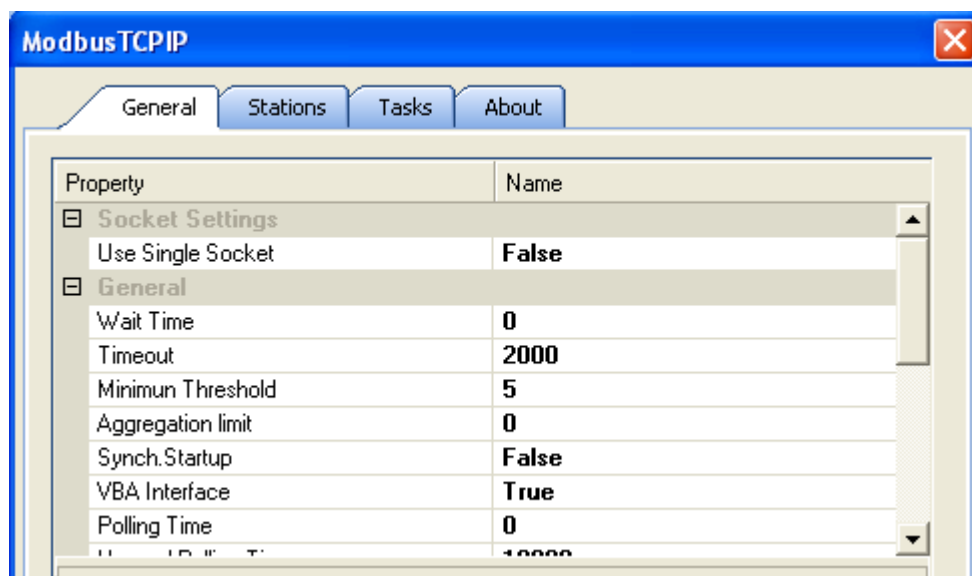 ModbusTCPIP
General Stations Tasks About
Property Name
Socket Settings
Use Single Socket False
General
Wait Time 0
Timeout 2000
Minimun Threshold 5
Aggregation limit 0
Synch.Startup False
VBA Interface True
Polling Time 0